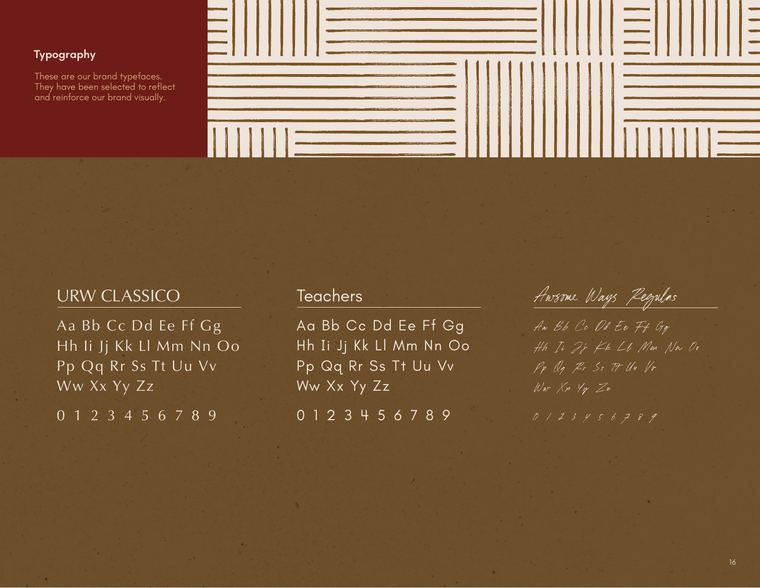 Typography
These are our brand typefaces.
They have been selected to reflect
and reinforce our brand visually.
URW CLASSICO
Aa Bb Cc Dd Ee Ff Gg
Hh Ii Jj Kk Ll Mm Nn Oo
Pp Qq Rr Ss Tt Uu Vv
Ww Xx Yy Zz
0 1 2 3 4 5 6 7 8 9
Teachers
Aa Bb Cc Dd Ee Ff Gg
Hh Ii Jj Kk Ll Mm Nn Oo
Pp Qq Rr Ss Tt Uu Vv
Ww Xx Yy Zz
0 1 2 3 4 5 6 7 8 9
Awsome Ways Regular
Aa Bb Cc Dd Ee Ff Gg
Hh Ii Jj Kk Ll Mm Nn Oo
Pp Qq Rr Ss Tt Uu Vv
Ww Xx Yy Zz
0 1 2 3 4 5 6 7 8 9
16